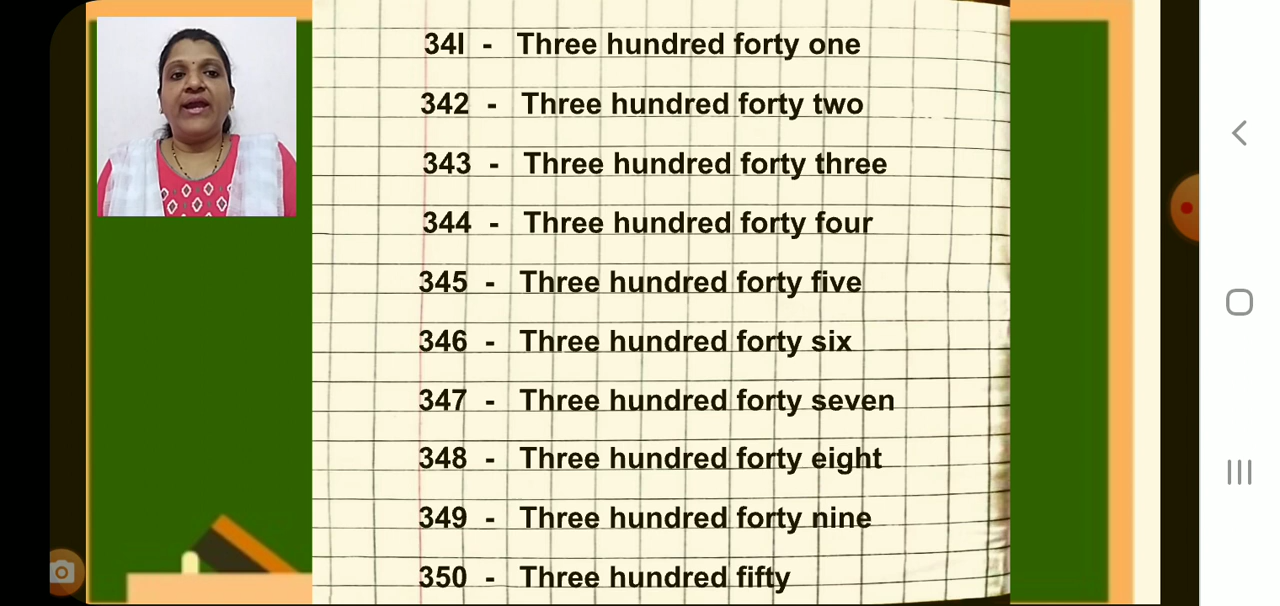 341 - Three hundred forty one
342 - Three hundred forty two
343 - Three hundred forty three
344 - Three hundred forty four
345 - Three hundred forty five
346 - Three hundred forty six
347 - Three hundred forty seven
348 - Three hundred forty eight
349 - Three hundred forty nine
350 - Three hundred fifty